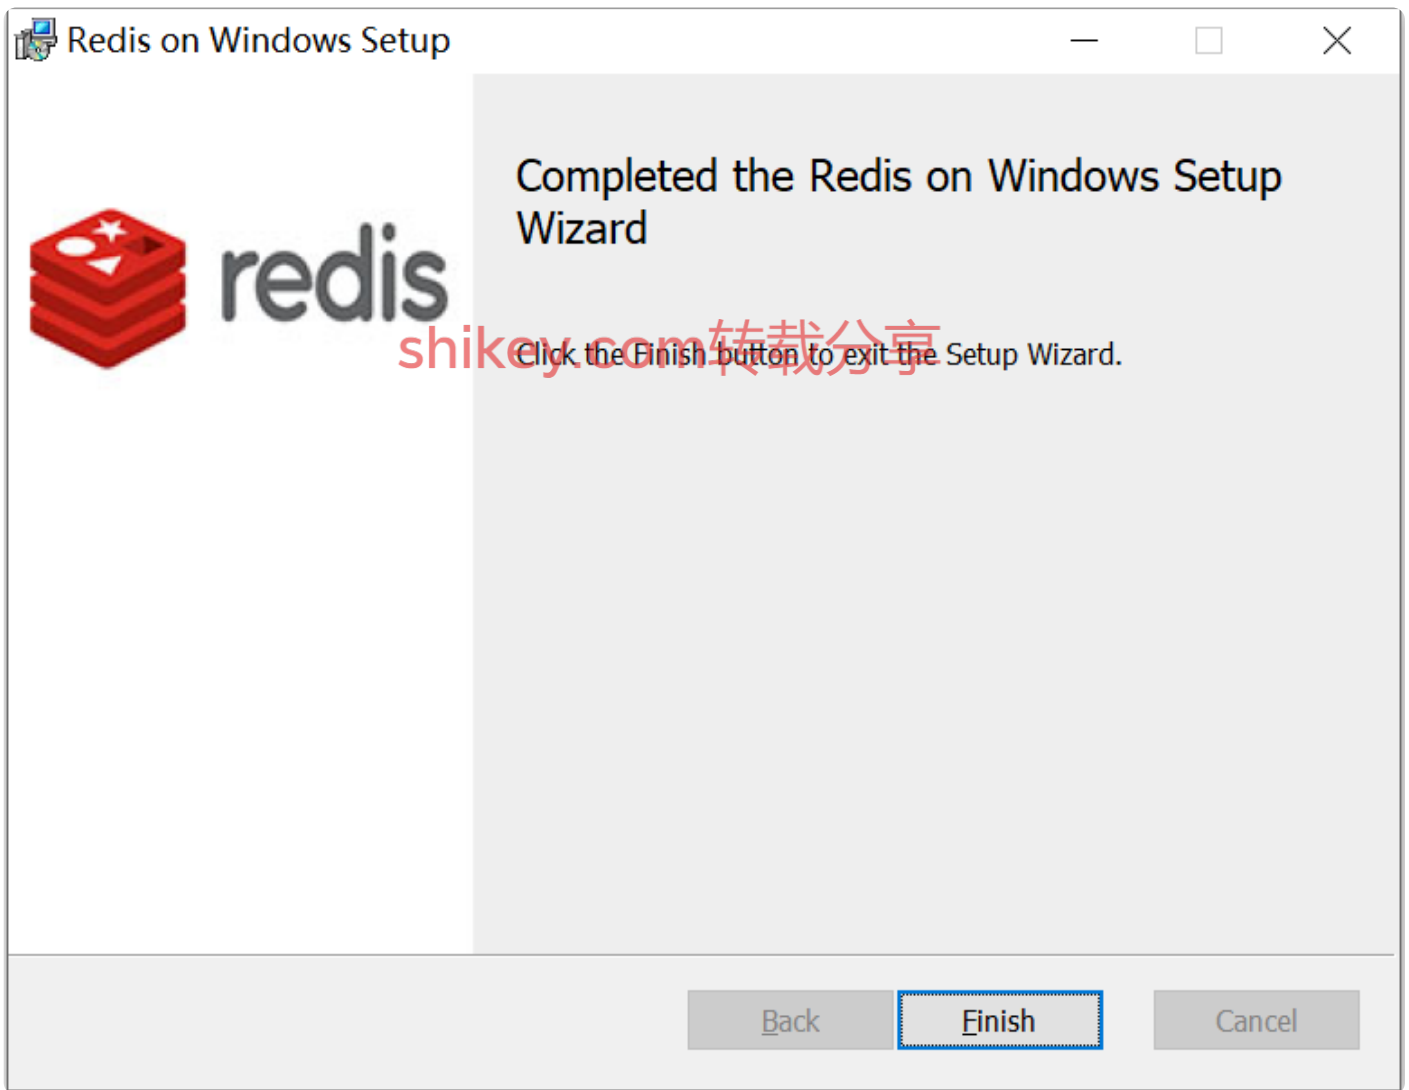 Redis on Windows Setup
redis
Completed the Redis on Windows Setup
Wizard
shikey.com转载分享
Click the Finish button to exit the Setup Wizard.
Back
Finish
Cancel